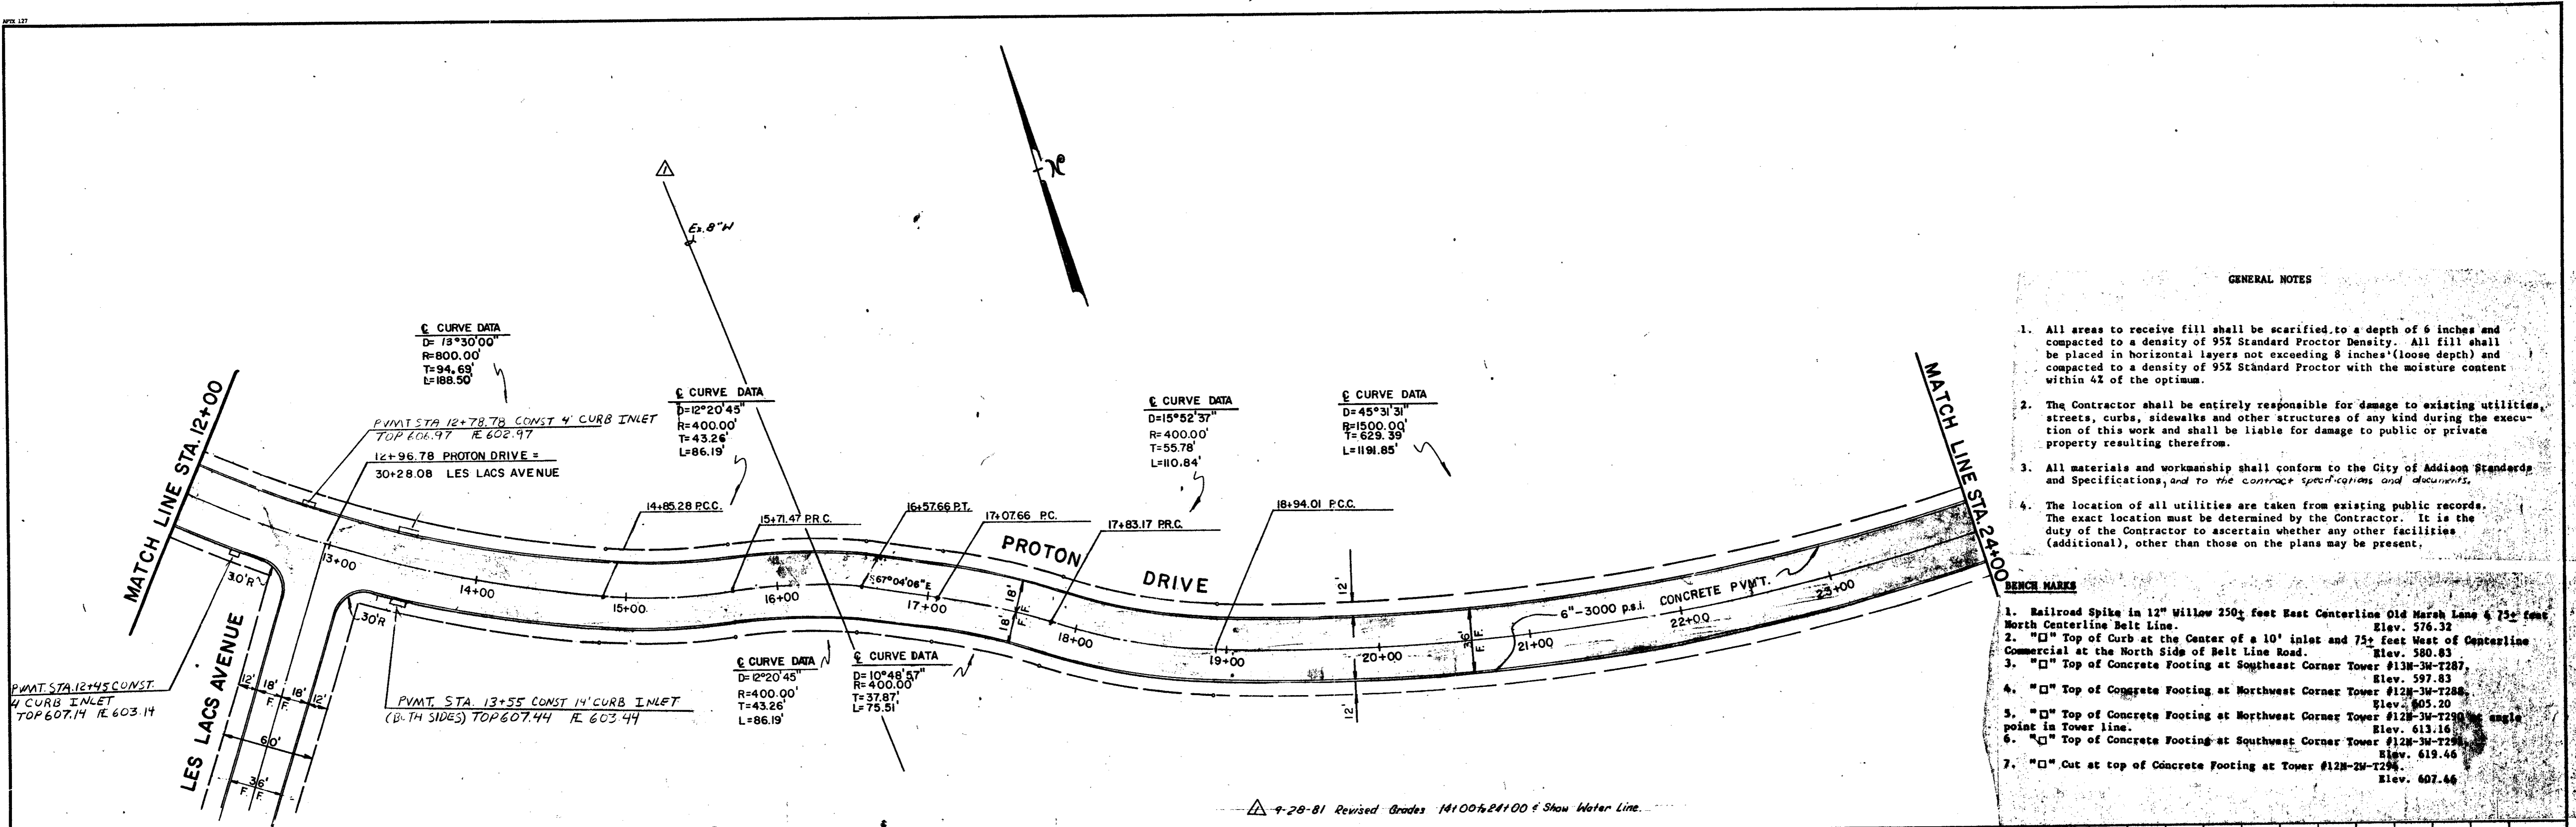 APTX 127
N
1
Ex. 8" W
℄ CURVE DATA
D= 13°30'00"
R=800.00'
T=94.69'
L=188.50'
℄ CURVE DATA
D=12°20'45"
R=400.00'
T=43.26'
L=86.19'
℄ CURVE DATA
D=15°52'37"
R=400.00'
T=55.78'
L=110.84'
℄ CURVE DATA
D=45°31'31"
R=1500.00'
T=629.39'
L=1191.85'
MATCH LINE STA. 12+00
PVMT STA 12+78.78 CONST 4' CURB INLET
TOP 606.97 FL 602.97
12+96.78 PROTON DRIVE =
30+28.08 LES LACS AVENUE
14+85.28 P.C.C.
15+71.47 P.R.C.
16+57.66 P.T.
17+07.66 P.C.
17+83.17 P.R.C.
18+94.01 P.C.C.
PROTON DRIVE
S67°04'06"E
13+00
14+00
15+00
16+00
17+00
18+00
19+00
20+00
21+00
22+00
23+00
18'
18' F.F.
12'
36' F.F.
12'
6"-3000 p.s.i. CONCRETE PVMT.
MATCH LINE STA. 24+00
30'R
30'R
LES LACS AVENUE
12' 18' 18' 12'
F. F.
F. F.
60'
36'
F. F.
PVMT. STA. 12+45 CONST.
4 CURB INLET
TOP 607.14 FL 603.14
PVMT. STA. 13+55 CONST 14' CURB INLET
(BOTH SIDES) TOP 607.44 FL 603.44
℄ CURVE DATA
D=12°20'45"
R=400.00'
T=43.26'
L=86.19'
℄ CURVE DATA
D=10°48'57"
R=400.00'
T=37.87'
L=75.51'
1 9-28-81 Revised Grades 14+00 to 24+00 & Show Water Line.
GENERAL NOTES
1. All areas to receive fill shall be scarified to a depth of 6 inches and
compacted to a density of 95% Standard Proctor Density. All fill shall
be placed in horizontal layers not exceeding 8 inches (loose depth) and
compacted to a density of 95% Standard Proctor with the moisture content
within 4% of the optimum.
2. The Contractor shall be entirely responsible for damage to existing utilities,
streets, curbs, sidewalks and other structures of any kind during the execu-
tion of this work and shall be liable for damage to public or private
property resulting therefrom.
3. All materials and workmanship shall conform to the City of Addison Standards
and Specifications, and to the contract specifications and documents.
4. The location of all utilities are taken from existing public records.
The exact location must be determined by the Contractor. It is the
duty of the Contractor to ascertain whether any other facilities
(additional), other than those on the plans may be present.
BENCH MARKS
1. Railroad Spike in 12" Willow 250+ feet East Centerline Old Marsh Lane & 75+ feet
North Centerline Belt Line. Elev. 576.32
2. "□" Top of Curb at the Center of a 10' inlet and 75+ feet West of Centerline
Commercial at the North Side of Belt Line Road. Elev. 580.83
3. "□" Top of Concrete Footing at Southeast Corner Tower #13M-3W-T287,
Elev. 597.83
4. "□" Top of Concrete Footing at Northwest Corner Tower #12M-3W-T288,
Elev. 605.20
5. "□" Top of Concrete Footing at Northwest Corner Tower #12M-3W-T290 at angle
point in Tower line. Elev. 613.16
6. "□" Top of Concrete Footing at Southwest Corner Tower
Elev. 619.46
7. "□" Cut at top of Concrete Footing at Tower
Elev. 607.46